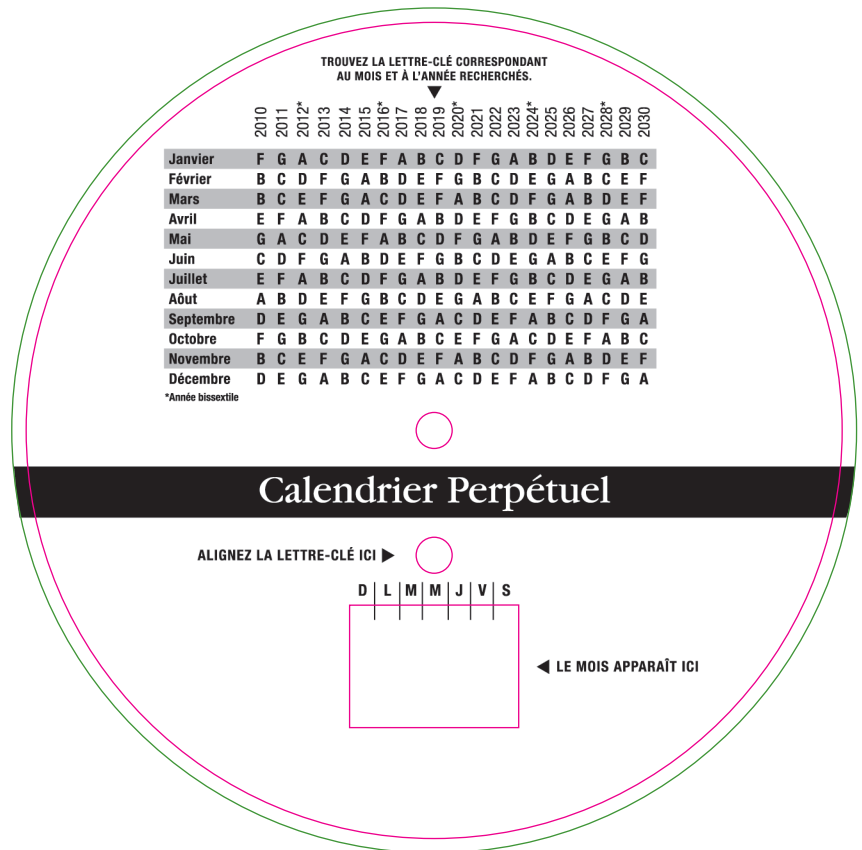 TROUVEZ LA LETTRE-CLÉ CORRESPONDANT
AU MOIS ET À L'ANNÉE RECHERCHÉS.
2010 2011 2012* 2013 2014 2015 2016* 2017 2018 2019 2020* 2021 2022 2023 2024* 2025 2026 2027 2028* 2029 2030
Janvier F G A C D E F A B C D F G A B D E F G B C
Février B C D F G A B D E F G B C D E G A B C E F
Mars B C E F G A C D E F A B C D F G A B D E F
Avril E F A B C D F G A B D E F G B C D E G A B
Mai G A C D E F A B C D F G A B D E F G B C D
Juin C D F G A B D E F G B C D E G A B C E F G
Juillet E F A B C D F G A B D E F G B C D E G A B
Aôut A B D E F G B C D E G A B C E F G A C D E
Septembre D E G A B C E F G A C D E F A B C D F G A
Octobre F G B C D E G A B C E F G A C D E F A B C
Novembre B C E F G A C D E F A B C D F G A B D E F
Décembre D E G A B C E F G A C D E F A B C D F G A
*Année bissextile
Calendrier Perpétuel
ALIGNEZ LA LETTRE-CLÉ ICI
D L M M J V S
LE MOIS APPARAÎT ICI